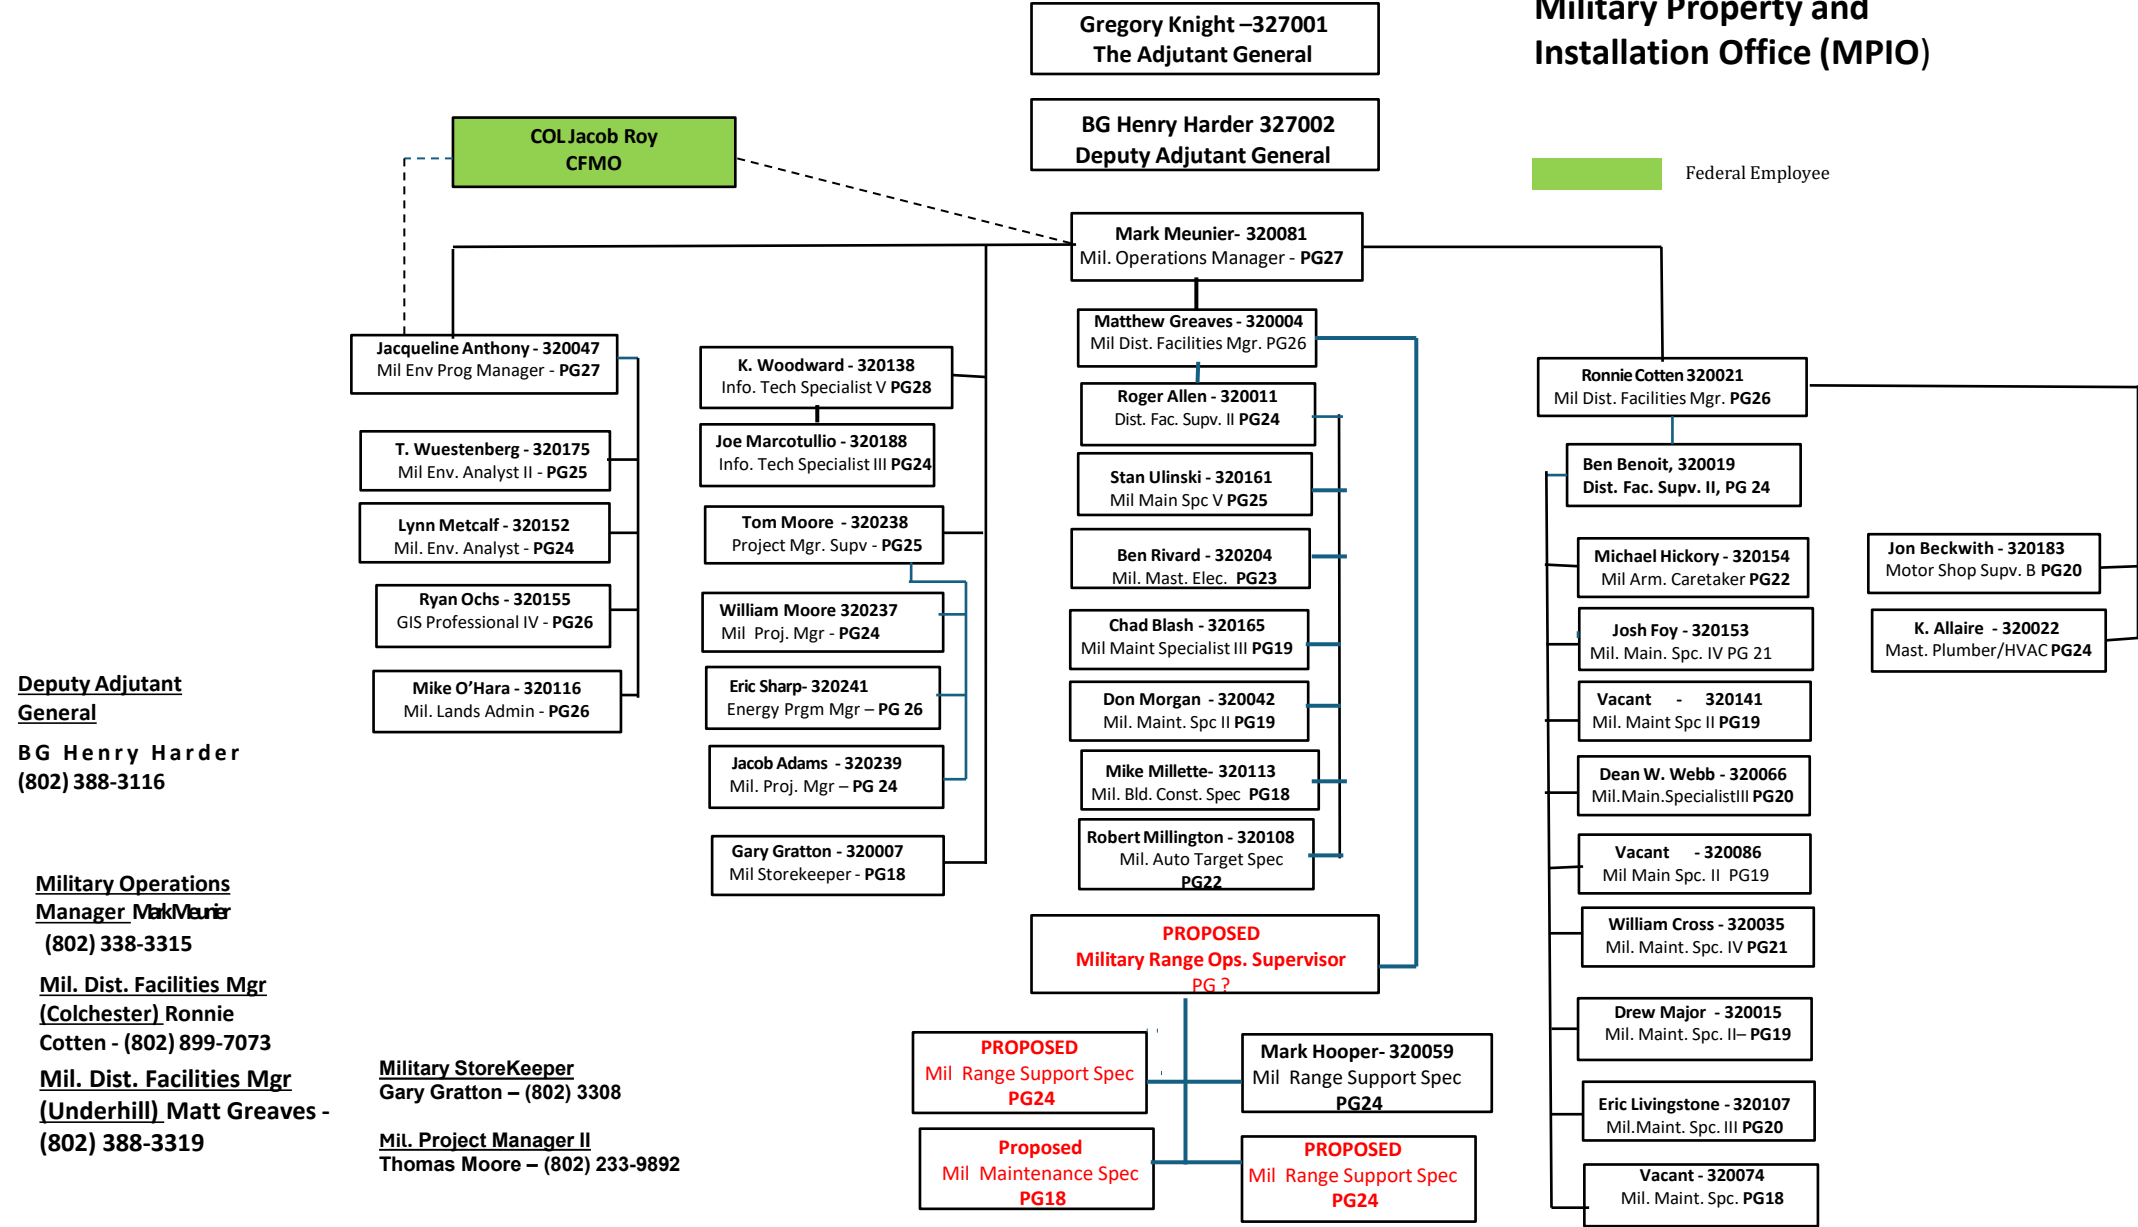 Military Property and
Installation Office (MPIO)
Gregory Knight –327001
The Adjutant General
BG Henry Harder 327002
Deputy Adjutant General
COL Jacob Roy
CFMO
Federal Employee
Mark Meunier- 320081
Mil. Operations Manager - PG27
Jacqueline Anthony - 320047
Mil Env Prog Manager - PG27
T. Wuestenberg - 320175
Mil Env. Analyst II - PG25
Lynn Metcalf - 320152
Mil. Env. Analyst - PG24
Ryan Ochs - 320155
GIS Professional IV - PG26
Mike O’Hara - 320116
Mil. Lands Admin - PG26
K. Woodward - 320138
Info. Tech Specialist V PG28
Joe Marcotullio - 320188
Info. Tech Specialist III PG24
Tom Moore - 320238
Project Mgr. Supv - PG25
William Moore 320237
Mil Proj. Mgr - PG24
Eric Sharp- 320241
Energy Prgm Mgr – PG 26
Jacob Adams - 320239
Mil. Proj. Mgr – PG 24
Gary Gratton - 320007
Mil Storekeeper - PG18
Matthew Greaves - 320004
Mil Dist. Facilities Mgr. PG26
Roger Allen - 320011
Dist. Fac. Supv. II PG24
Stan Ulinski - 320161
Mil Main Spc V PG25
Ben Rivard - 320204
Mil. Mast. Elec. PG23
Chad Blash - 320165
Mil Maint Specialist III PG19
Don Morgan - 320042
Mil. Maint. Spc II PG19
Mike Millette- 320113
Mil. Bld. Const. Spec PG18
Robert Millington - 320108
Mil. Auto Target Spec
PG22
PROPOSED
Military Range Ops. Supervisor
PG ?
PROPOSED
Mil Range Support Spec
PG24
Mark Hooper- 320059
Mil Range Support Spec
PG24
Proposed
Mil Maintenance Spec
PG18
PROPOSED
Mil Range Support Spec
PG24
Ronnie Cotten 320021
Mil Dist. Facilities Mgr. PG26
Ben Benoit, 320019
Dist. Fac. Supv. II, PG 24
Michael Hickory - 320154
Mil Arm. Caretaker PG22
Josh Foy - 320153
Mil. Main. Spc. IV PG 21
Vacant - 320141
Mil. Maint Spc II PG19
Dean W. Webb - 320066
Mil.Main.SpecialistIII PG20
Vacant - 320086
Mil Main Spc. II PG19
William Cross - 320035
Mil. Maint. Spc. IV PG21
Drew Major - 320015
Mil. Maint. Spc. II– PG19
Eric Livingstone - 320107
Mil.Maint. Spc. III PG20
Vacant - 320074
Mil. Maint. Spc. PG18
Jon Beckwith - 320183
Motor Shop Supv. B PG20
K. Allaire - 320022
Mast. Plumber/HVAC PG24
Deputy Adjutant
General
BG Henry Harder
(802) 388-3116
Military Operations
Manager Mark Meunier
(802) 338-3315
Mil. Dist. Facilities Mgr
(Colchester) Ronnie
Cotten - (802) 899-7073
Mil. Dist. Facilities Mgr
(Underhill) Matt Greaves -
(802) 388-3319
Military StoreKeeper
Gary Gratton – (802) 3308
Mil. Project Manager II
Thomas Moore – (802) 233-9892